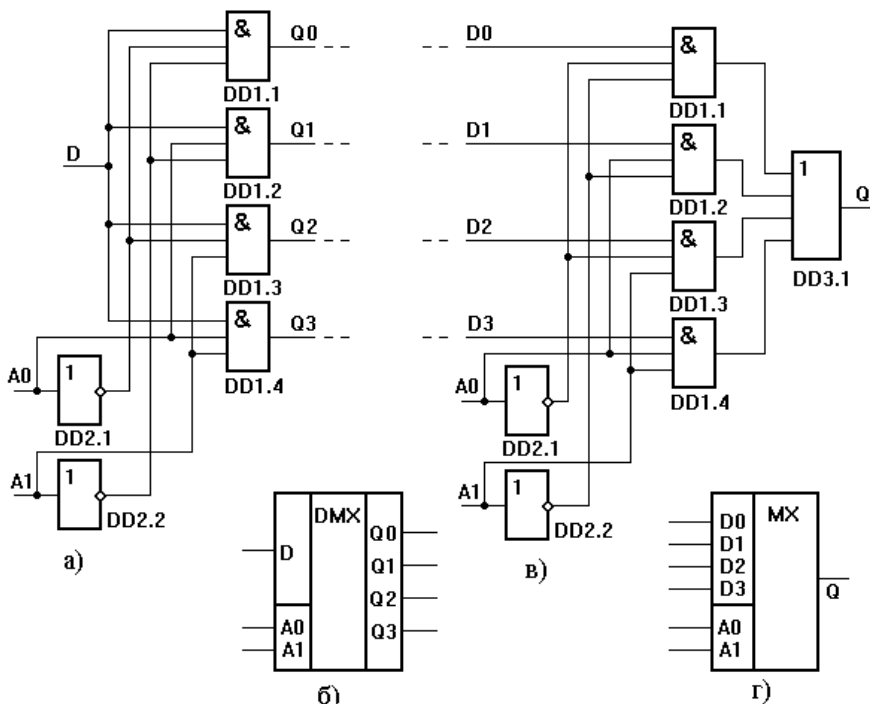 & Q0 D0 &
DD1.1 DD1.1
& Q1 D1 &
D 1 Q
DD1.2 DD1.2
& Q2 D2 &
DD1.3 DD1.3 DD3.1
& Q3 D3 &
A0 1 DD1.4 A0 1 DD1.4
DD2.1 DD2.1
A1 1 A1 1
DD2.2 DD2.2
а) в)
DMX
D
A0
A1
Q0
Q1
Q2
Q3
б)
MX
D0
D1
D2
D3
A0
A1
Q
г)